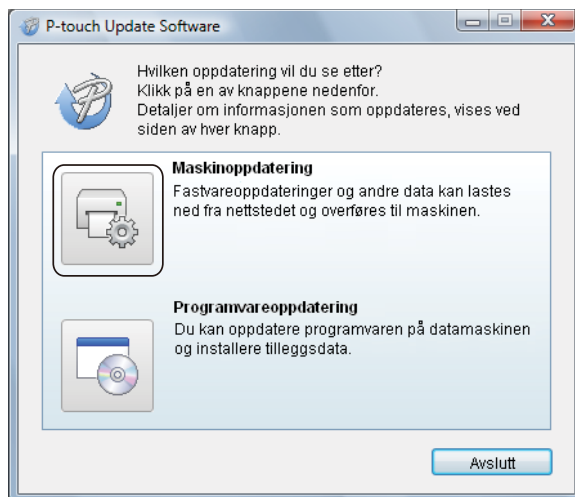 P-touch Update Software
Hvilken oppdatering vil du se etter?
Klikk på en av knappene nedenfor.
Detaljer om informasjonen som oppdateres, vises ved
siden av hver knapp.
Maskinoppdatering
Fastvareoppdateringer og andre data kan lastes
ned fra nettstedet og overføres til maskinen.
Programvareoppdatering
Du kan oppdatere programvaren på datamaskinen
og installere tilleggsdata.
Avslutt